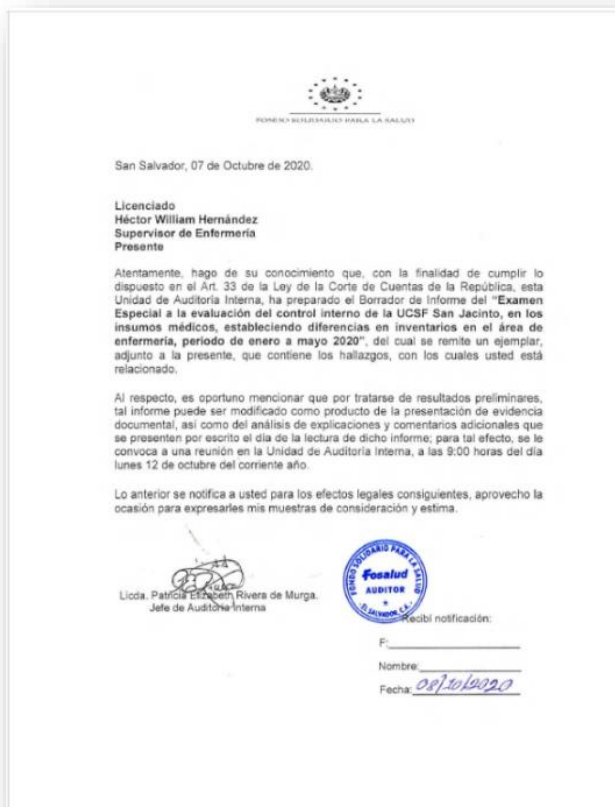 FONDO SOLIDARIO PARA LA SALUD
San Salvador, 07 de Octubre de 2020.
Licenciado
Héctor William Hernández
Supervisor de Enfermería
Presente
Atentamente, hago de su conocimiento que, con la finalidad de cumplir lo
dispuesto en el Art. 33 de la Ley de la Corte de Cuentas de la República, esta
Unidad de Auditoría Interna, ha preparado el Borrador de Informe del "Examen
Especial a la evaluación del control interno de la UCSF San Jacinto, en los
insumos médicos, estableciendo diferencias en inventarios en el área de
enfermería, periodo de enero a mayo 2020", del cual se remite un ejemplar,
adjunto a la presente, que contiene los hallazgos, con los cuales usted está
relacionado.
Al respecto, es oportuno mencionar que por tratarse de resultados preliminares,
tal informe puede ser modificado como producto de la presentación de evidencia
documental, así como del análisis de explicaciones y comentarios adicionales que
se presenten por escrito el día de la lectura de dicho informe; para tal efecto, se le
convoca a una reunión en la Unidad de Auditoría Interna, a las 9:00 horas del día
lunes 12 de octubre del corriente año.
Lo anterior se notifica a usted para los efectos legales consiguientes, aprovecho la
ocasión para expresarles mis muestras de consideración y estima.
Licda. Patricia Elizabeth Rivera de Murga.
Jefe de Auditoría Interna
FONDO SOLIDARIO PARA LA SALUD
Fosalud
AUDITOR
EL SALVADOR, C.A.
Recibí notificación:
F:
Nombre:
Fecha: 08/10/2020